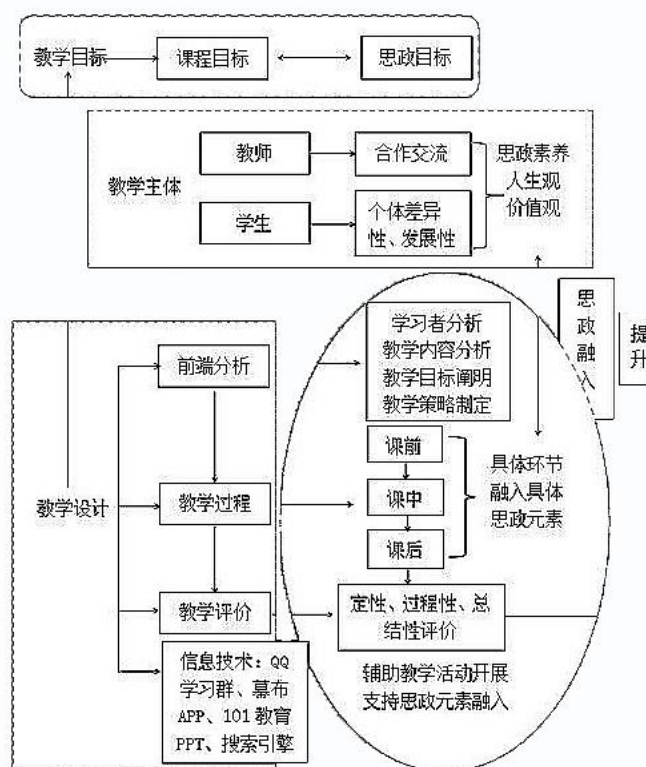 教学目标
课程目标
思政目标
教学主体
教师
合作交流
学生
个体差异
性、发展性
思政素养
人生观
价值观
思
政
融
入
提
升
教学设计
前端分析
学习者分析
教学内容分析
教学目标阐明
教学策略制定
教学过程
课前
课中
课后
具体环节
融入具体
思政元素
教学评价
定性、过程性、总
结性评价
信息技术：QQ
学习群、幕布
APP、101教育
PPT、搜索引擎
辅助教学活动开展
支持思政元素融入